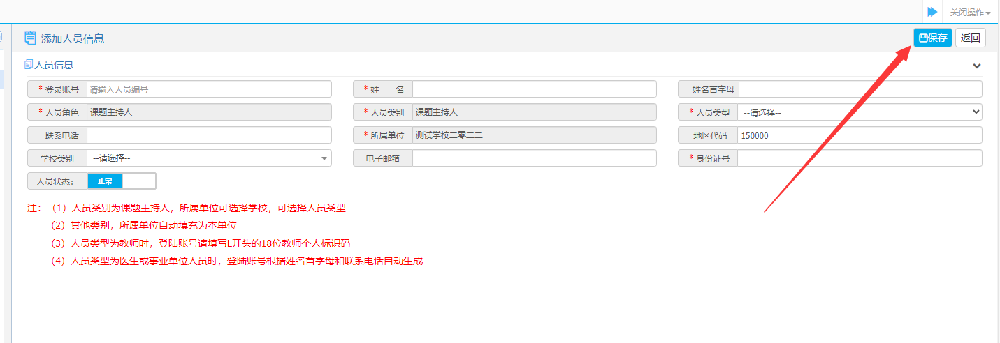 关闭操作
添加人员信息
保存 返回
人员信息
* 登录账号 请输入人员编号 * 姓 名 姓名首字母
* 人员角色 课题主持人 * 人员类别 课题主持人 * 人员类型 --请选择--
联系电话 * 所属单位 测试学校二零二二 地区代码 150000
学校类别 --请选择-- 电子邮箱 * 身份证号
人员状态： 正常
注：（1）人员类别为课题主持人，所属单位可选择学校，可选择人员类型
（2）其他类别，所属单位自动填充为本单位
（3）人员类型为教师时，登陆账号请填写L开头的18位教师个人标识码
（4）人员类型为医生或事业单位人员时，登陆账号根据姓名首字母和联系电话自动生成